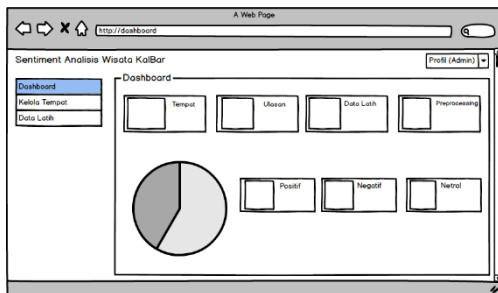 A Web Page
http://dashboard
Sentiment Analisis Wisata KalBar
Profil (Admin)
Dashboard
Kelola Tempat
Data Latih
Dashboard
Tempat
Ulasan
Data Latih
Preprocessing
Positif
Negatif
Netral